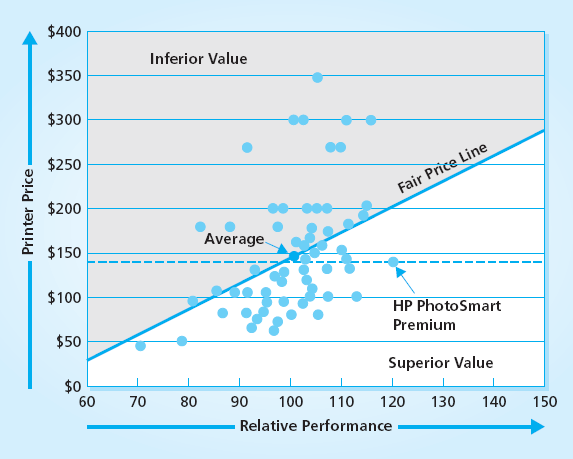 $400
Inferior Value
$350
$300
$250
Fair Price Line
$200
Average
$150
$100
HP PhotoSmart
Premium
$50
Superior Value
$0
60 70 80 90 100 110 120 130 140 150
Printer Price
Relative Performance